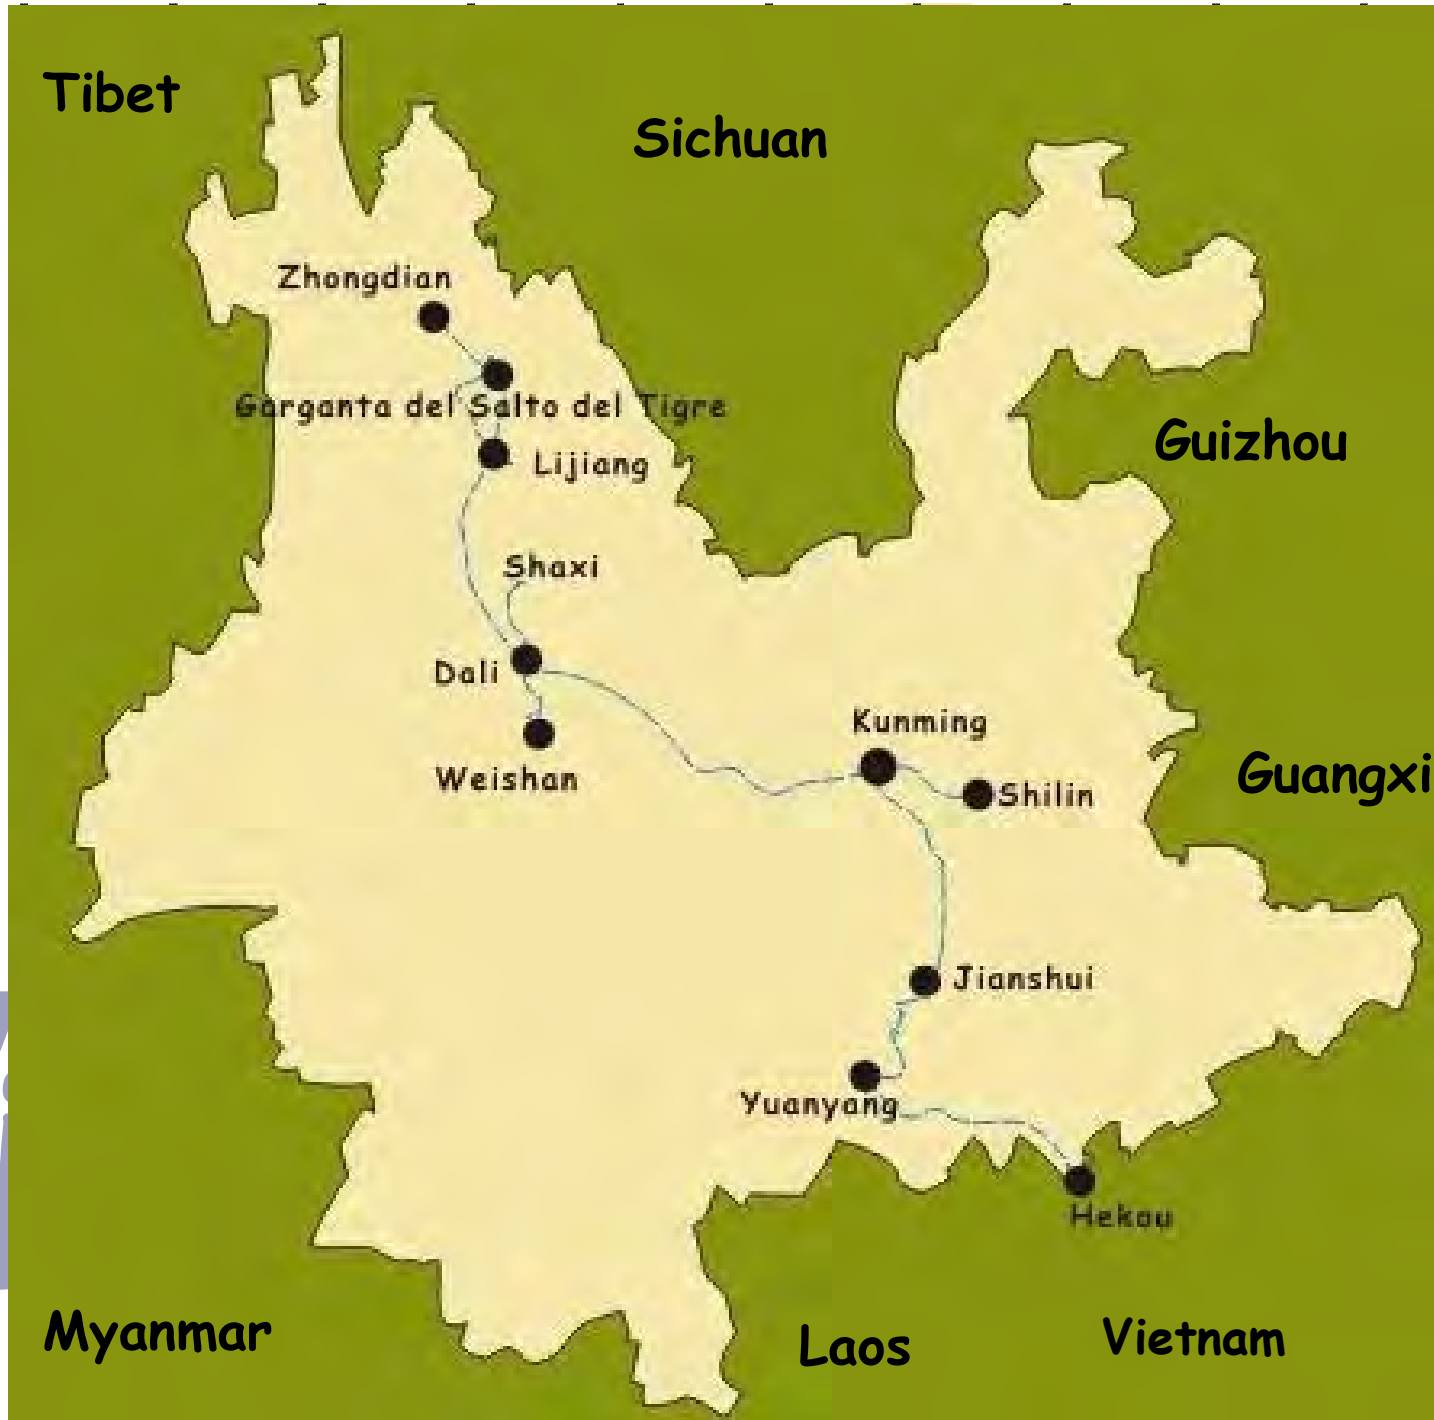 Tibet
Sichuan
Zhongdian
Garganta del Salto del Tigre
Guizhou
Lijiang
Shaxi
Dali
Kunming
Weishan
Guangxi
Shilin
Jianshui
Yuanyang
Hekou
Myanmar
Laos
Vietnam